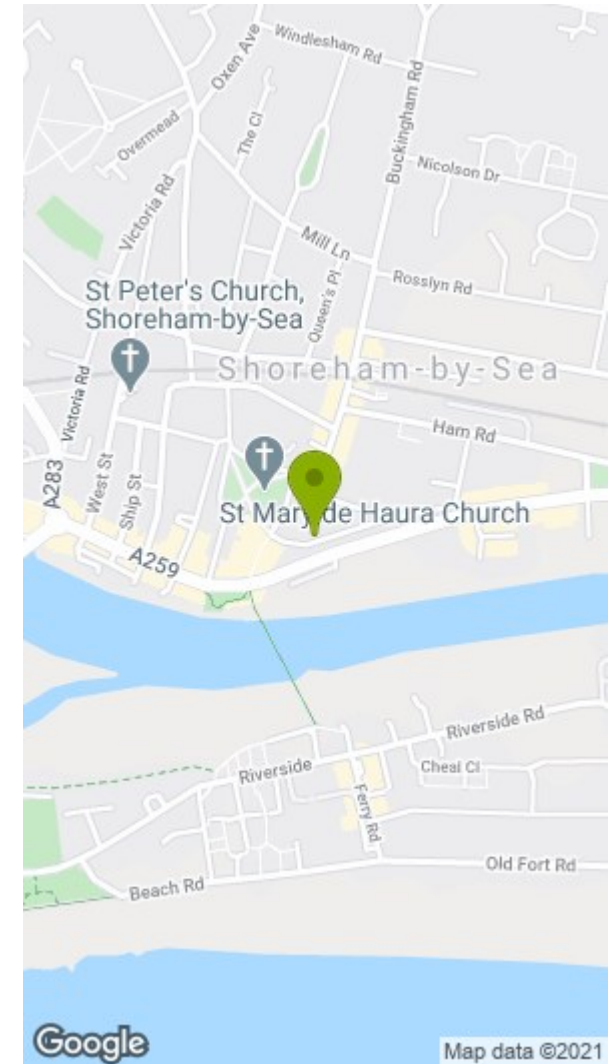 Windlesham Rd
Oxen Ave
Buckingham Rd
The Cl
Overmead
Nicolson Dr
Victoria Rd
Mill Ln
St Peter's Church,
Shoreham-by-Sea
Rosslyn Rd
Queen's Pl
Shoreham-by-Sea
Victoria Rd
Ham Rd
A283
West St
Ship St
St Mary de Haura Church
A259
Riverside Rd
Riverside
Cheal Cl
Ferry Rd
Old Fort Rd
Beach Rd
Google
Map data ©2021